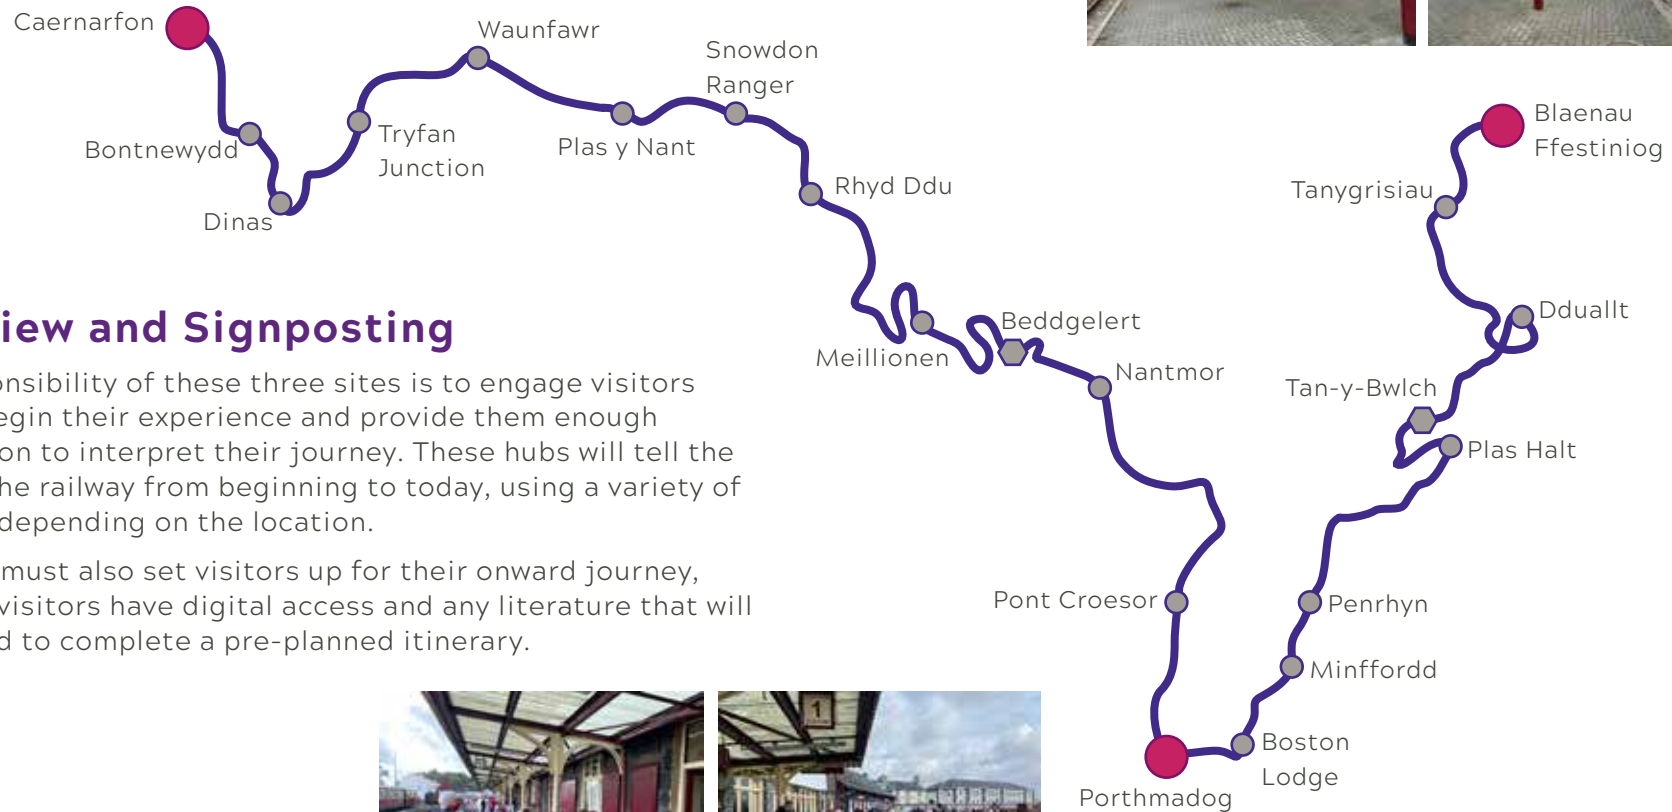 Caernarfon
Waunfawr
Snowdon
Ranger
Bontnewydd
Tryfan
Junction
Plas y Nant
Dinas
Rhyd Ddu
Blaenau
Ffestiniog
Tanygrisiau
Dduallt
Beddgelert
Meillionen
Nantmor
Tan-y-Bwlch
Plas Halt
Pont Croesor
Penrhyn
Minffordd
Boston
Lodge
Porthmadog
iew and Signposting
onsibility of these three sites is to engage visitors
egin their experience and provide them enough
on to interpret their journey. These hubs will tell the
he railway from beginning to today, using a variety of
depending on the location.
must also set visitors up for their onward journey,
visitors have digital access and any literature that will
d to complete a pre-planned itinerary.
1